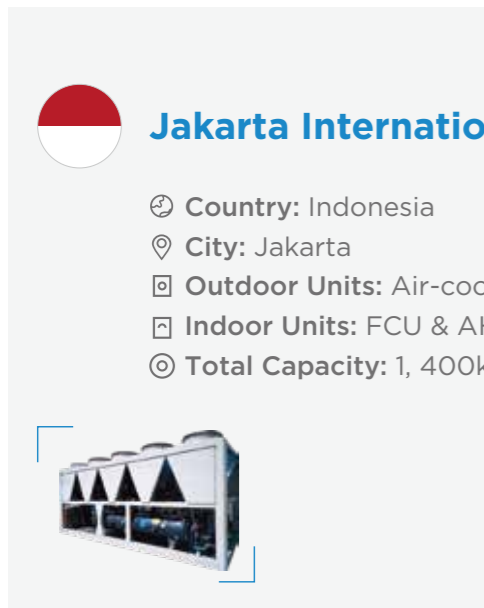 Jakarta Internatio
Country: Indonesia
City: Jakarta
Outdoor Units: Air-coo
Indoor Units: FCU & AH
Total Capacity: 1, 400k